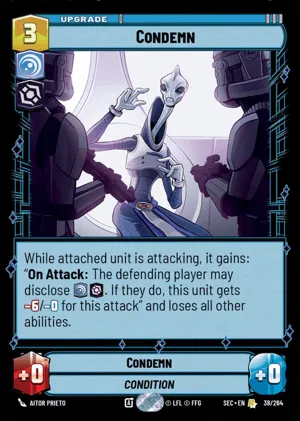 UPGRADE
3
CONDEMN
While attached unit is attacking, it gains:
"On Attack: The defending player may
disclose . If they do, this unit gets
-6/-0 for this attack" and loses all other
abilities.
+0
CONDEMN
CONDITION
+0
AITOR PRIETO
© LFL © FFG
SEC • EN
38/264